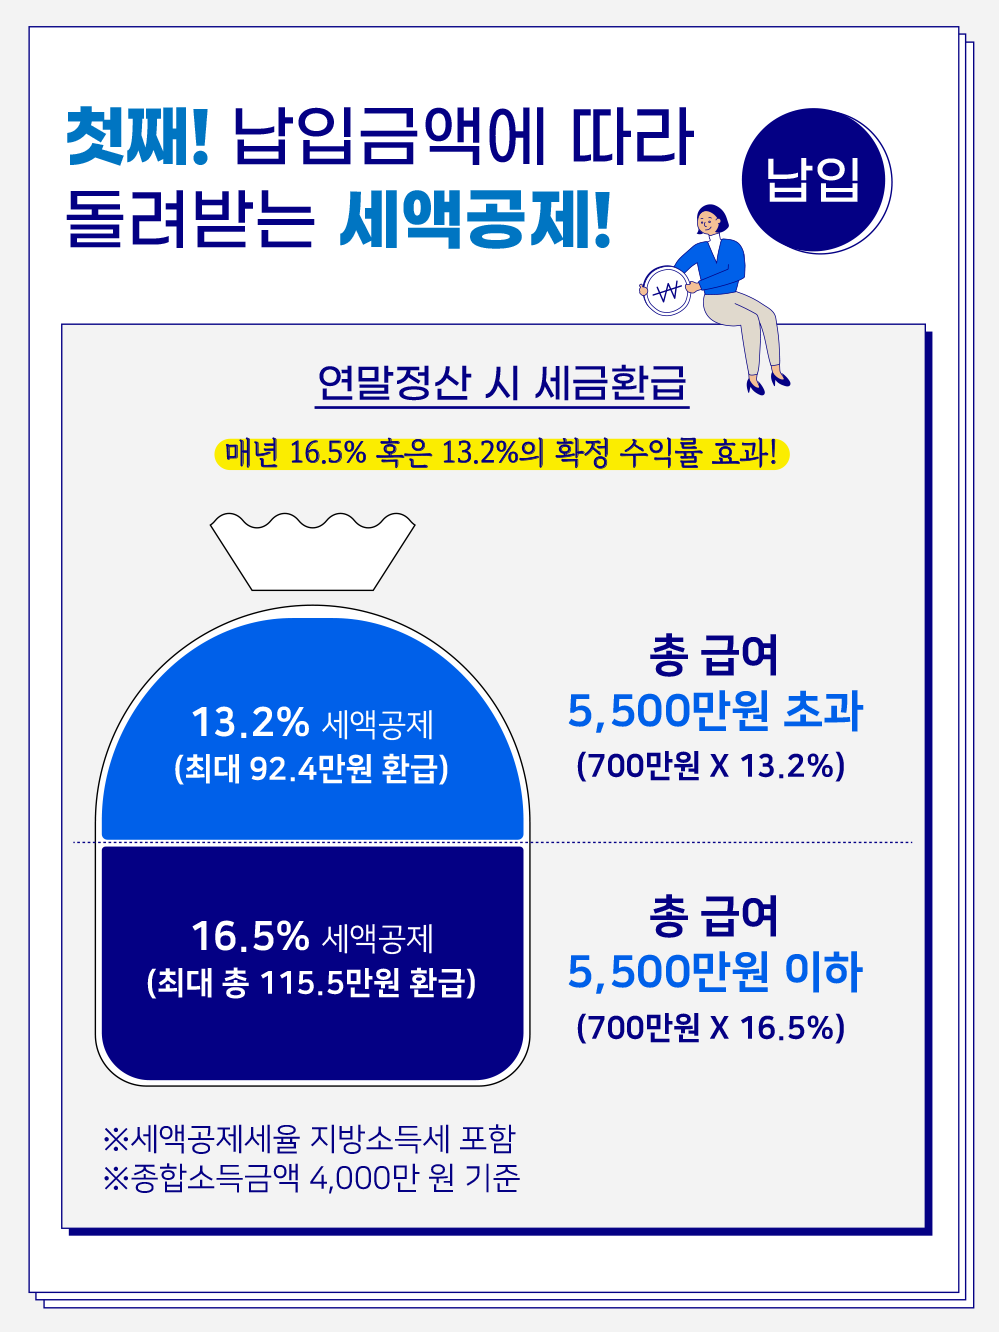 첫째! 납입금액에 따라
돌려받는 세액공제!
납입
₩
연말정산 시 세금환급
매년 16.5% 혹은 13.2%의 확정 수익률 효과!
13.2% 세액공제
(최대 92.4만원 환급)
총 급여
5,500만원 초과
(700만원 X 13.2%)
16.5% 세액공제
(최대 총 115.5만원 환급)
총 급여
5,500만원 이하
(700만원 X 16.5%)
※세액공제세율 지방소득세 포함
※종합소득금액 4,000만 원 기준